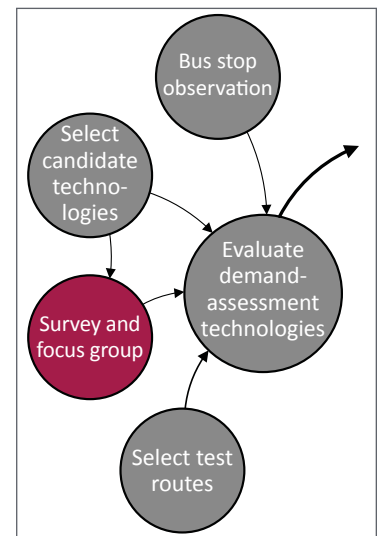 Bus stop
observation
Select
candidate
techno-
logies
Evaluate
demand-
assessment
technologies
Survey and
focus group
Select test
routes